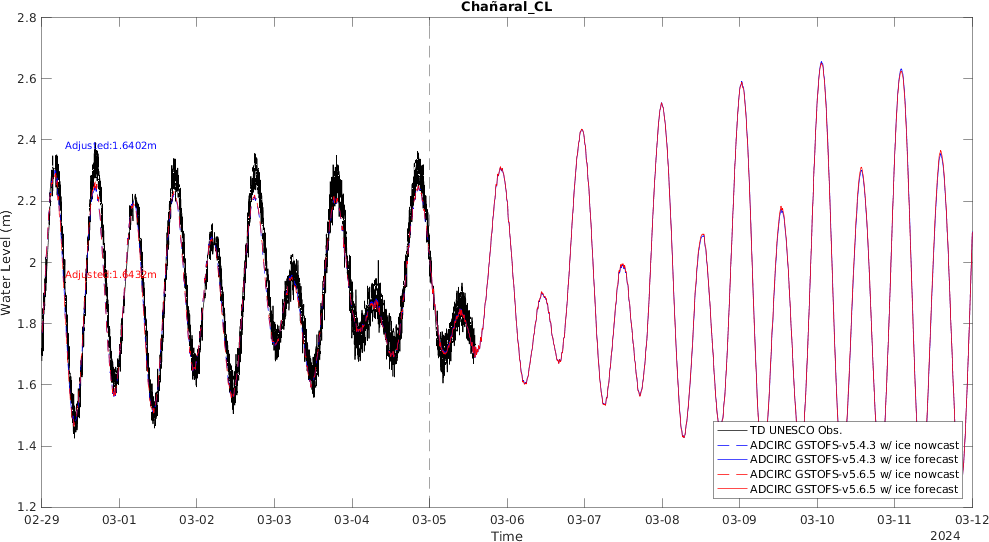 Chañaral_CL
2.8
2.6
2.4
2.2
2
1.8
1.6
1.4
1.2
Water Level (m)
Adjusted:1.6402m
Adjusted:1.6432m
TD UNESCO Obs.
ADCIRC GSTOFS-v5.4.3 w/ ice nowcast
ADCIRC GSTOFS-v5.4.3 w/ ice forecast
ADCIRC GSTOFS-v5.6.5 w/ ice nowcast
ADCIRC GSTOFS-v5.6.5 w/ ice forecast
02-29 03-01 03-02 03-03 03-04 03-05 03-06 03-07 03-08 03-09 03-10 03-11 03-12
Time
2024